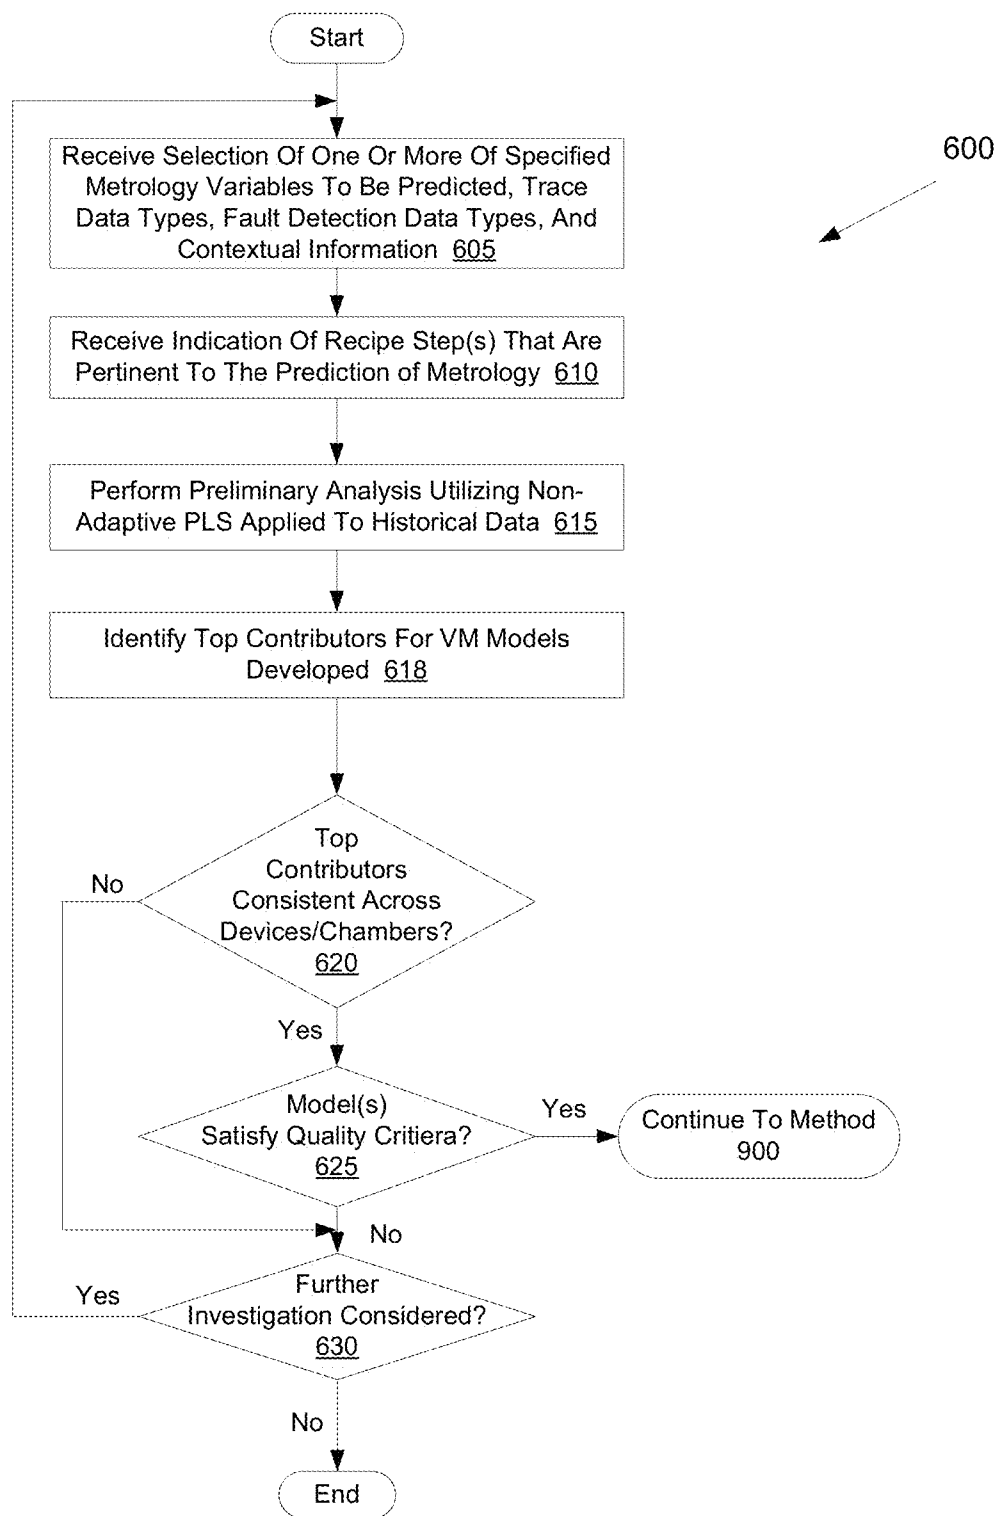 Start
600
Receive Selection Of One Or More Of Specified
Metrology Variables To Be Predicted, Trace
Data Types, Fault Detection Data Types, And
Contextual Information 605
Receive Indication Of Recipe Step(s) That Are
Pertinent To The Prediction of Metrology 610
Perform Preliminary Analysis Utilizing Non-
Adaptive PLS Applied To Historical Data 615
Identify Top Contributors For VM Models
Developed 618
Top
Contributors
Consistent Across
Devices/Chambers?
620
No
Yes
Model(s)
Satisfy Quality Critiera?
625
Yes
Continue To Method
900
No
Further
Investigation Considered?
630
Yes
No
End